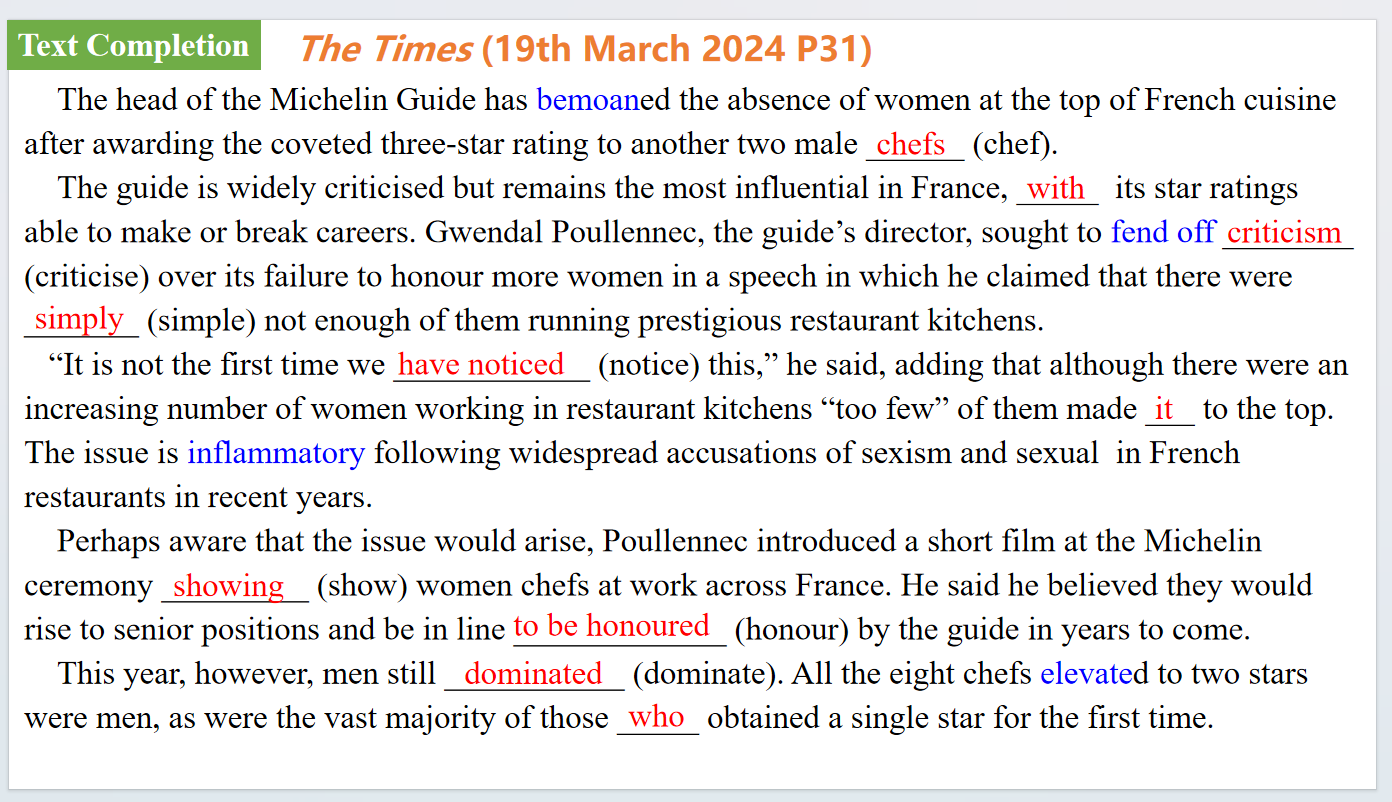 Text Completion The Times (19th March 2024 P31)
The head of the Michelin Guide has bemoaned the absence of women at the top of French cuisine
after awarding the coveted three-star rating to another two male chefs (chef).
The guide is widely criticised but remains the most influential in France, with its star ratings
able to make or break careers. Gwendal Poullennec, the guide’s director, sought to fend off criticism
(criticise) over its failure to honour more women in a speech in which he claimed that there were
simply (simple) not enough of them running prestigious restaurant kitchens.
“It is not the first time we have noticed (notice) this,” he said, adding that although there were an
increasing number of women working in restaurant kitchens “too few” of them made it to the top.
The issue is inflammatory following widespread accusations of sexism and sexual in French
restaurants in recent years.
Perhaps aware that the issue would arise, Poullennec introduced a short film at the Michelin
ceremony showing (show) women chefs at work across France. He said he believed they would
rise to senior positions and be in line to be honoured (honour) by the guide in years to come.
This year, however, men still dominated (dominate). All the eight chefs elevated to two stars
were men, as were the vast majority of those who obtained a single star for the first time.